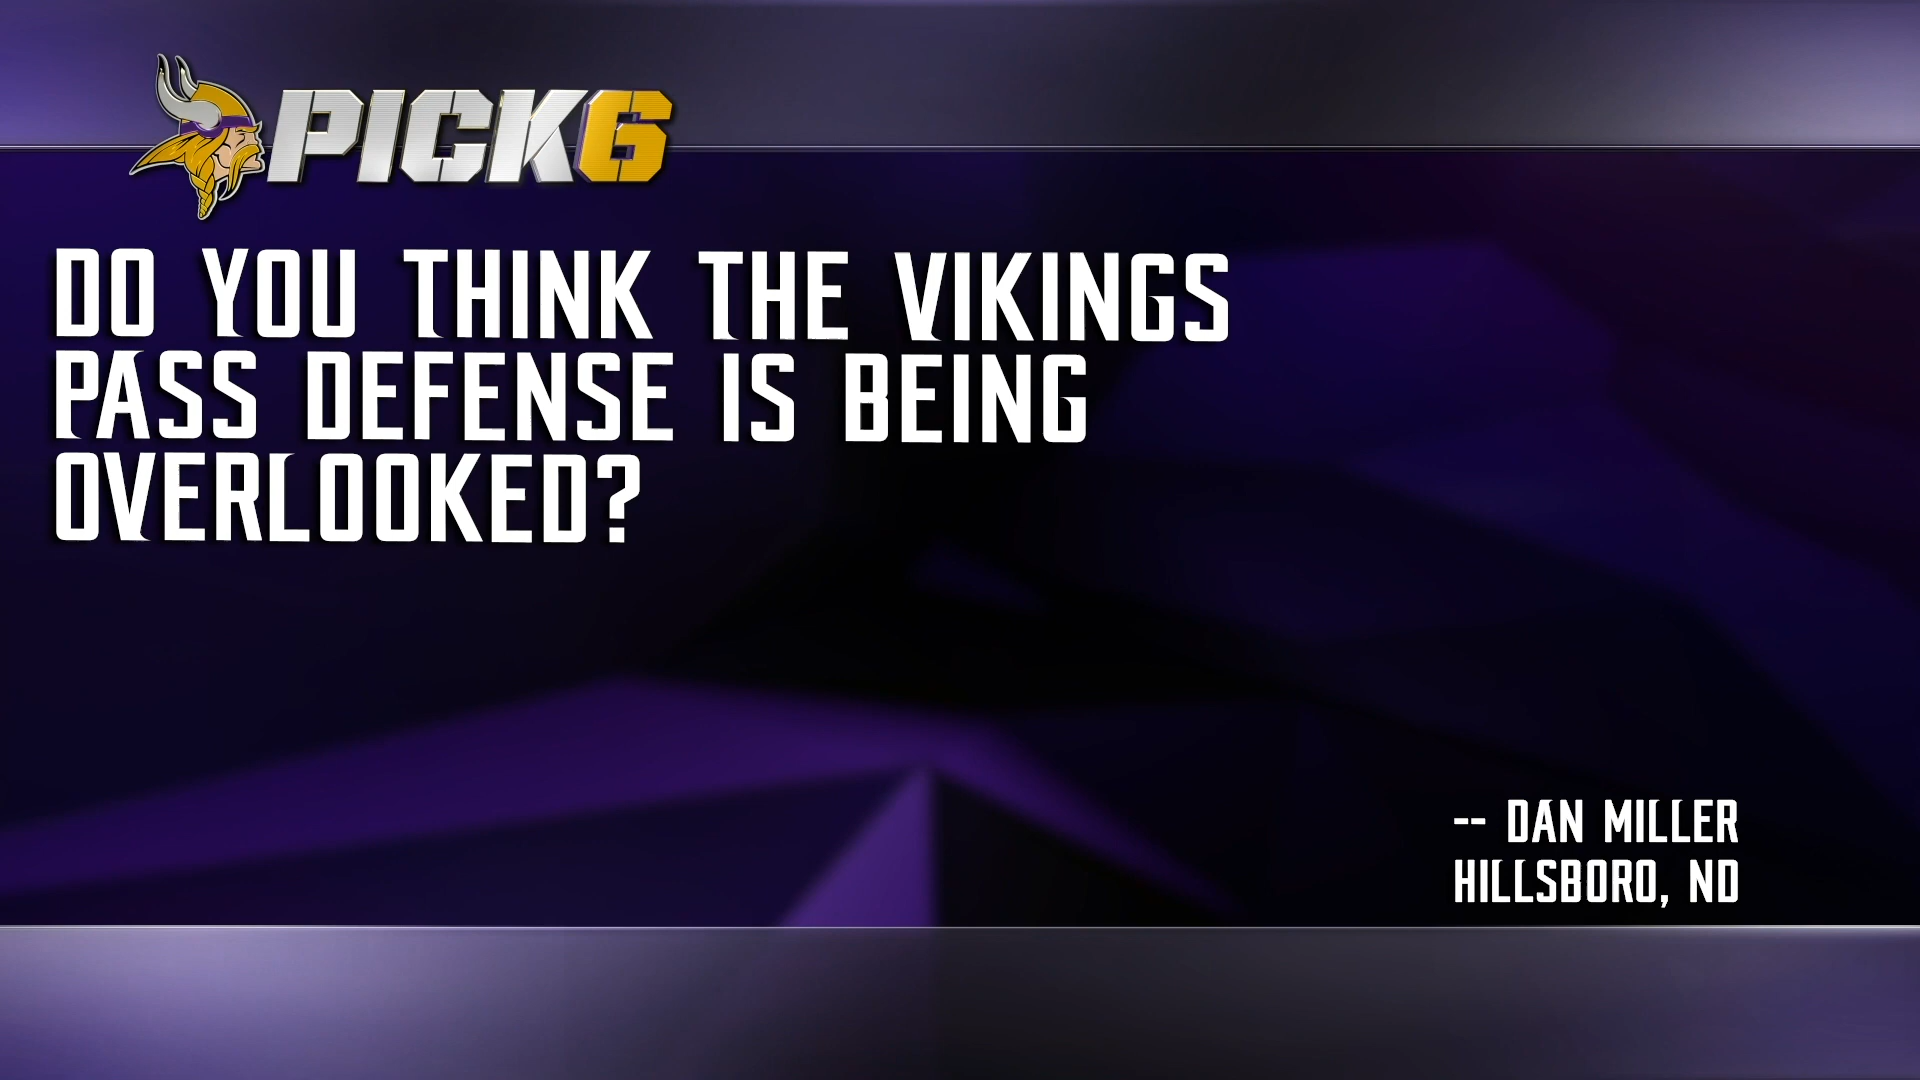 PICK6
DO YOU THINK THE VIKINGS
PASS DEFENSE IS BEING
OVERLOOKED?
-- DAN MILLER
HILLSBORO, ND